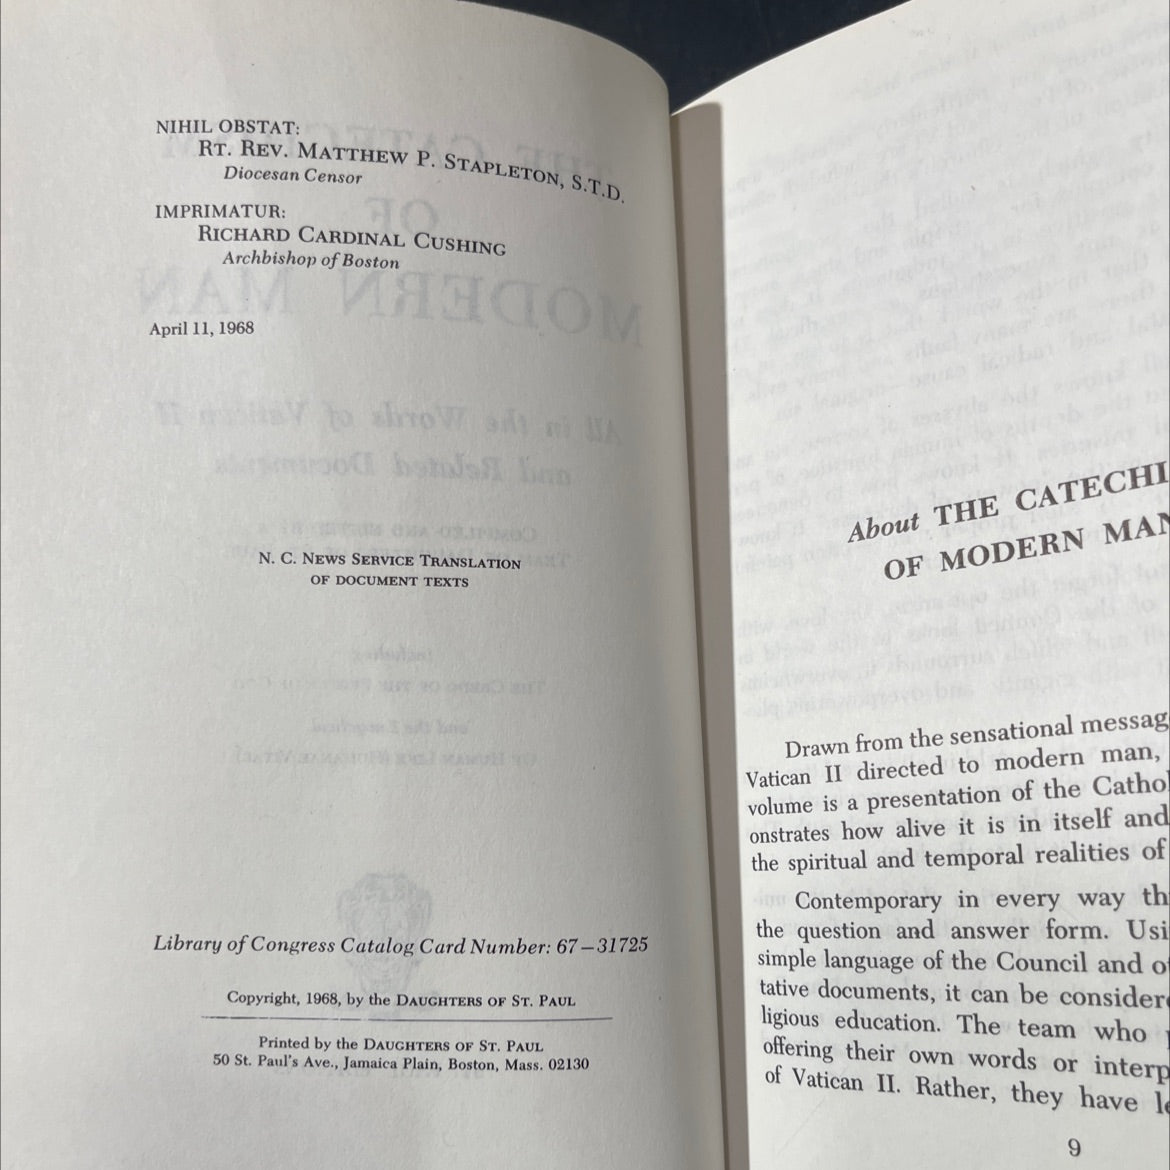 NIHIL OBSTAT:
RT. REV. MATTHEW P. STAPLETON, S.T.D.
Diocesan Censor
IMPRIMATUR:
RICHARD CARDINAL CUSHING
Archbishop of Boston
April 11, 1968
N. C. NEWS SERVICE TRANSLATION
OF DOCUMENT TEXTS
Library of Congress Catalog Card Number: 67–31725
Copyright, 1968, by the DAUGHTERS OF ST. PAUL
Printed by the DAUGHTERS OF ST. PAUL
50 St. Paul's Ave., Jamaica Plain, Boston, Mass. 02130
About THE CATECHI
OF MODERN MAN
Drawn from the sensational messag
Vatican II directed to modern man,
volume is a presentation of the Cathol
onstrates how alive it is in itself and
the spiritual and temporal realities of
Contemporary in every way th
the question and answer form. Usi
simple language of the Council and o
tative documents, it can be considere
ligious education. The team who
offering their own words or interp
of Vatican II. Rather, they have le
9